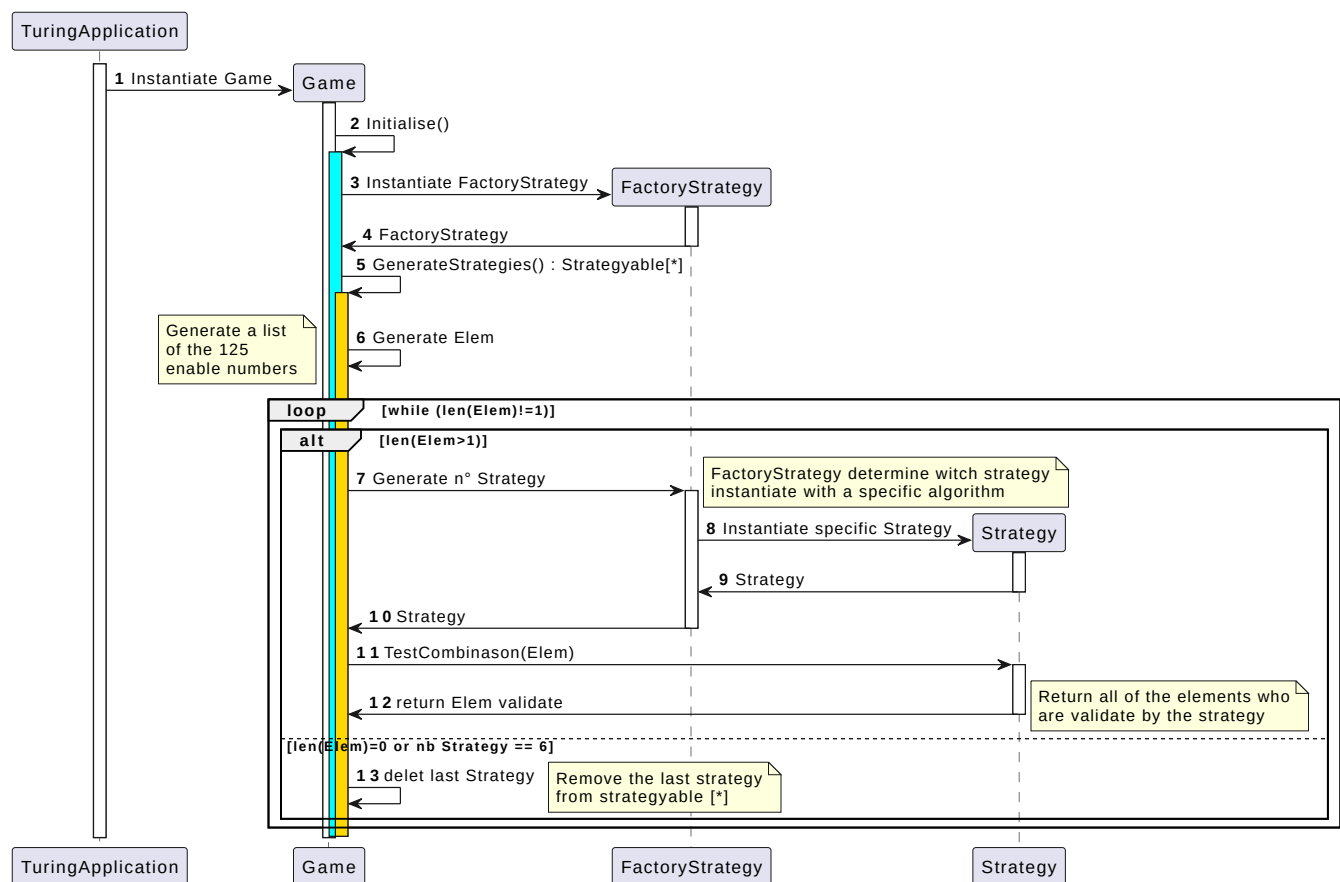 TuringApplication
1 Instantiate Game
Game
2 Initialise()
3 Instantiate FactoryStrategy
FactoryStrategy
4 FactoryStrategy
5 GenerateStrategies() : Strategyable[*]
Generate a list
of the 125
enable numbers
6 Generate Elem
loop [while (len(Elem)!=1)]
alt [len(Elem>1)]
7 Generate n° Strategy
FactoryStrategy determine witch strategy
instantiate with a specific algorithm
8 Instantiate specific Strategy
Strategy
9 Strategy
10 Strategy
11 TestCombinason(Elem)
12 return Elem validate
Return all of the elements who
are validate by the strategy
[len(Elem)=0 or nb Strategy == 6]
13 delet last Strategy
Remove the last strategy
from strategyable [*]
TuringApplication Game FactoryStrategy Strategy